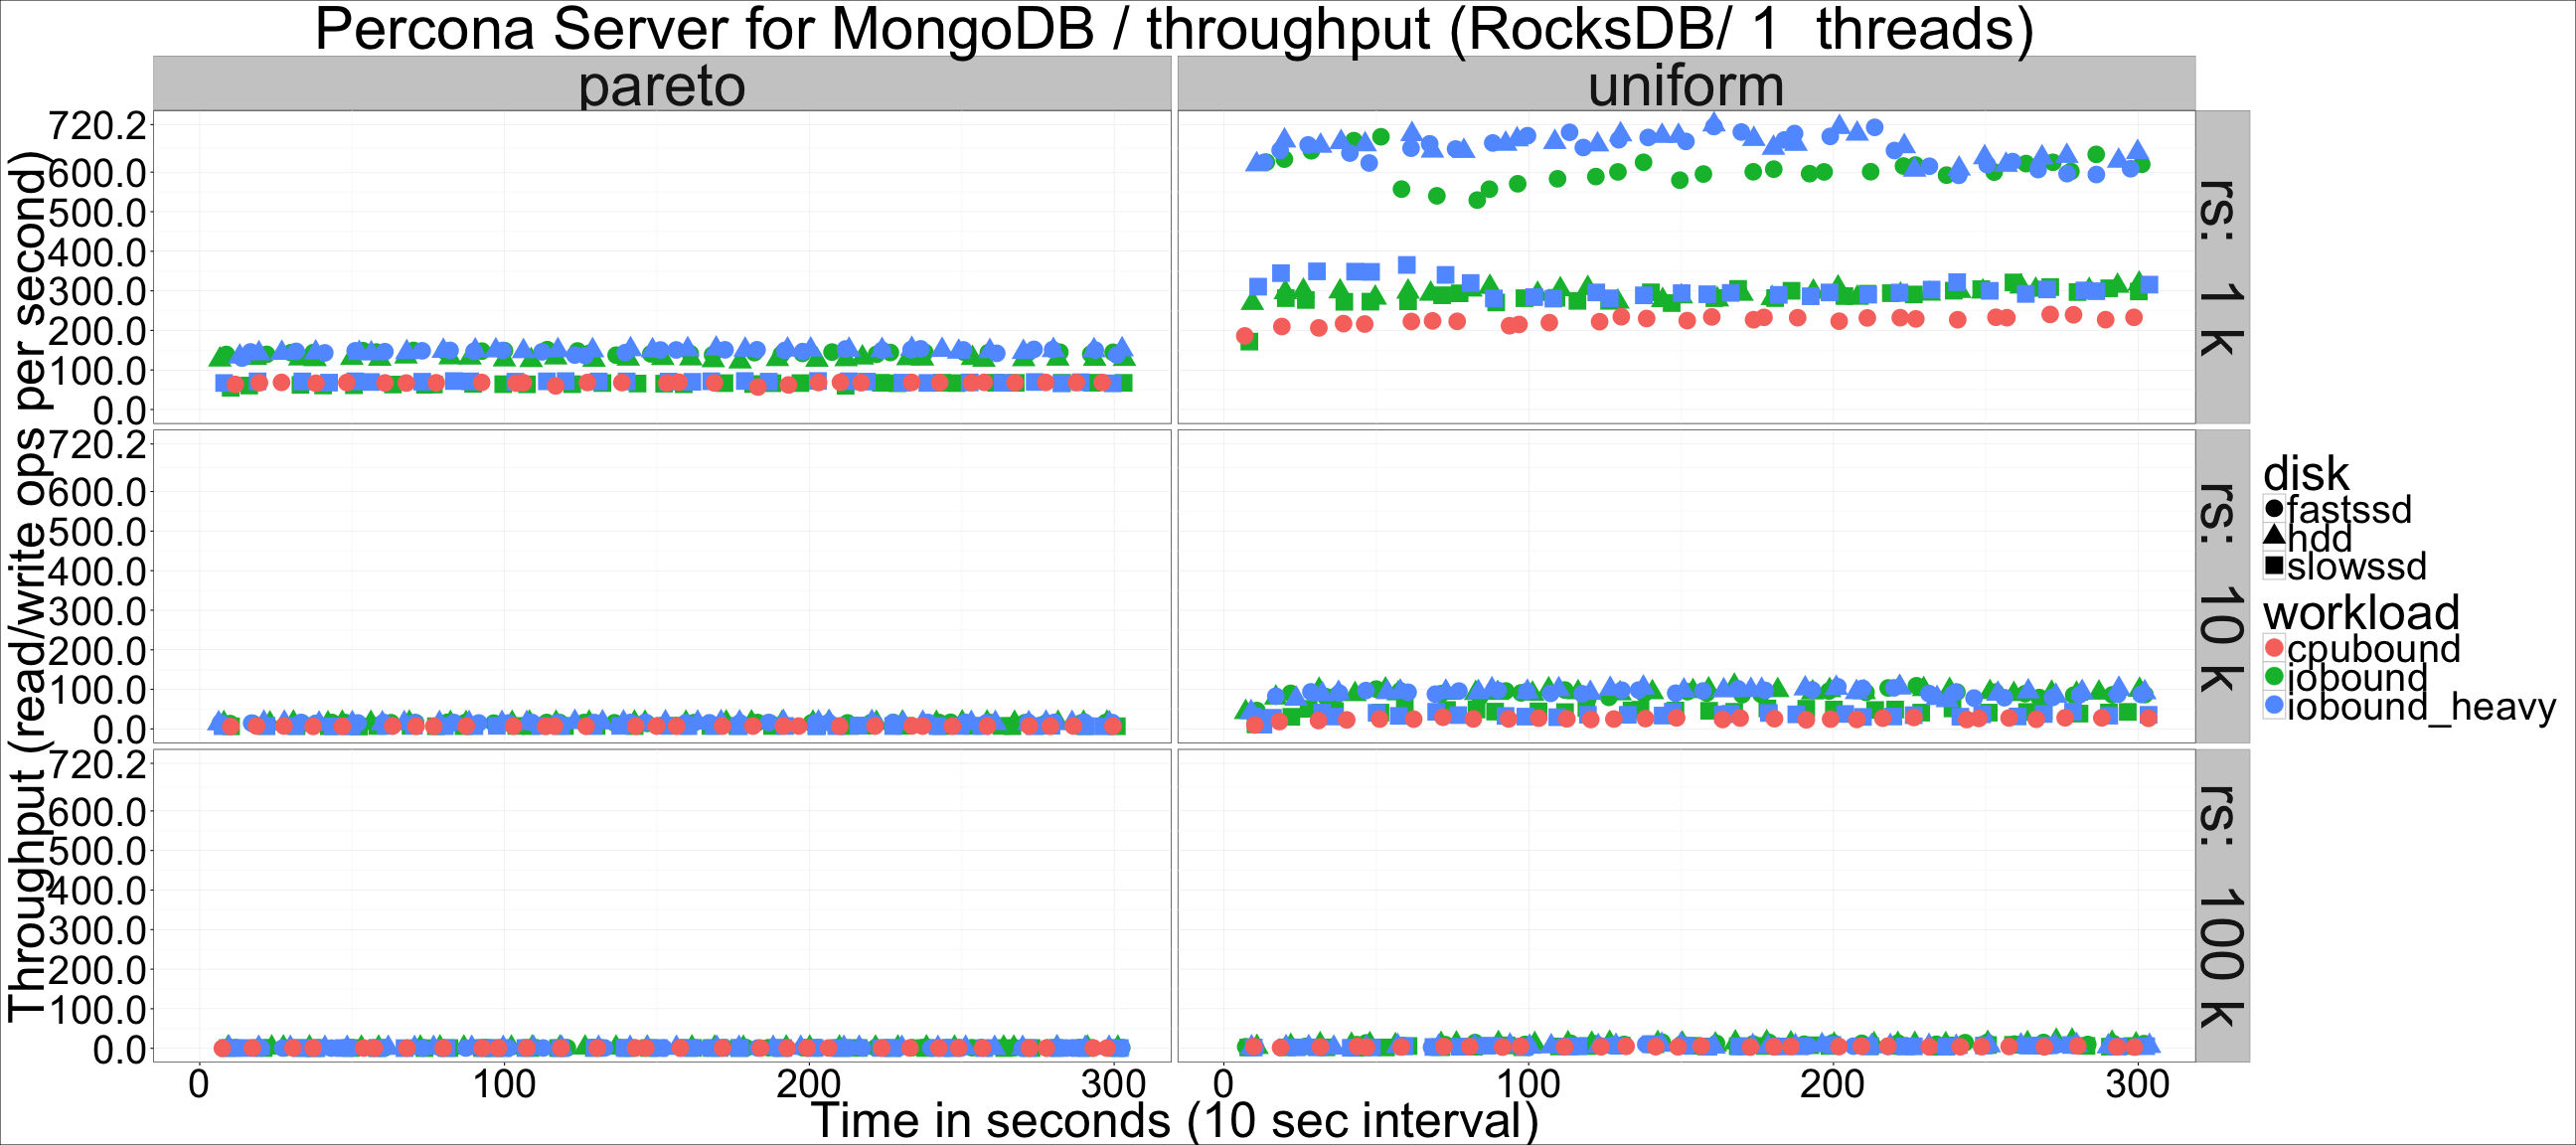 Percona Server for MongoDB / throughput (RocksDB/ 1 threads)
pareto
uniform
Throughput (read/write ops per second)
720.2
600.0
500.0
400.0
300.0
200.0
100.0
0.0
rs: 1 k
720.2
600.0
500.0
400.0
300.0
200.0
100.0
0.0
rs: 10 k
720.2
600.0
500.0
400.0
300.0
200.0
100.0
0.0
rs: 100 k
0 100 200 300
0 100 200 300
Time in seconds (10 sec interval)
disk
fastssd
hdd
slowssd
workload
cpubound
iobound
iobound_heavy